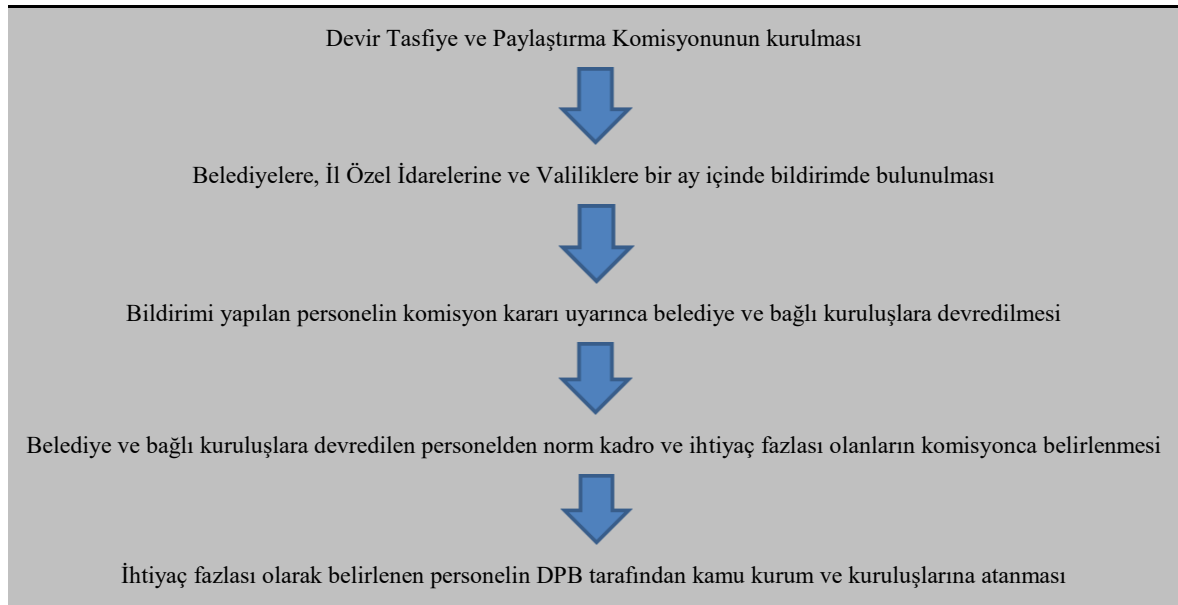 Devir Tasfiye ve Paylaştırma Komisyonunun kurulması
Belediyelere, İl Özel İdarelerine ve Valiliklere bir ay içinde bildirimde bulunulması
Bildirimi yapılan personelin komisyon kararı uyarınca belediye ve bağlı kuruluşlara devredilmesi
Belediye ve bağlı kuruluşlara devredilen personelden norm kadro ve ihtiyaç fazlası olanların komisyonca belirlenmesi
İhtiyaç fazlası olarak belirlenen personelin DPB tarafından kamu kurum ve kuruluşlarına atanması